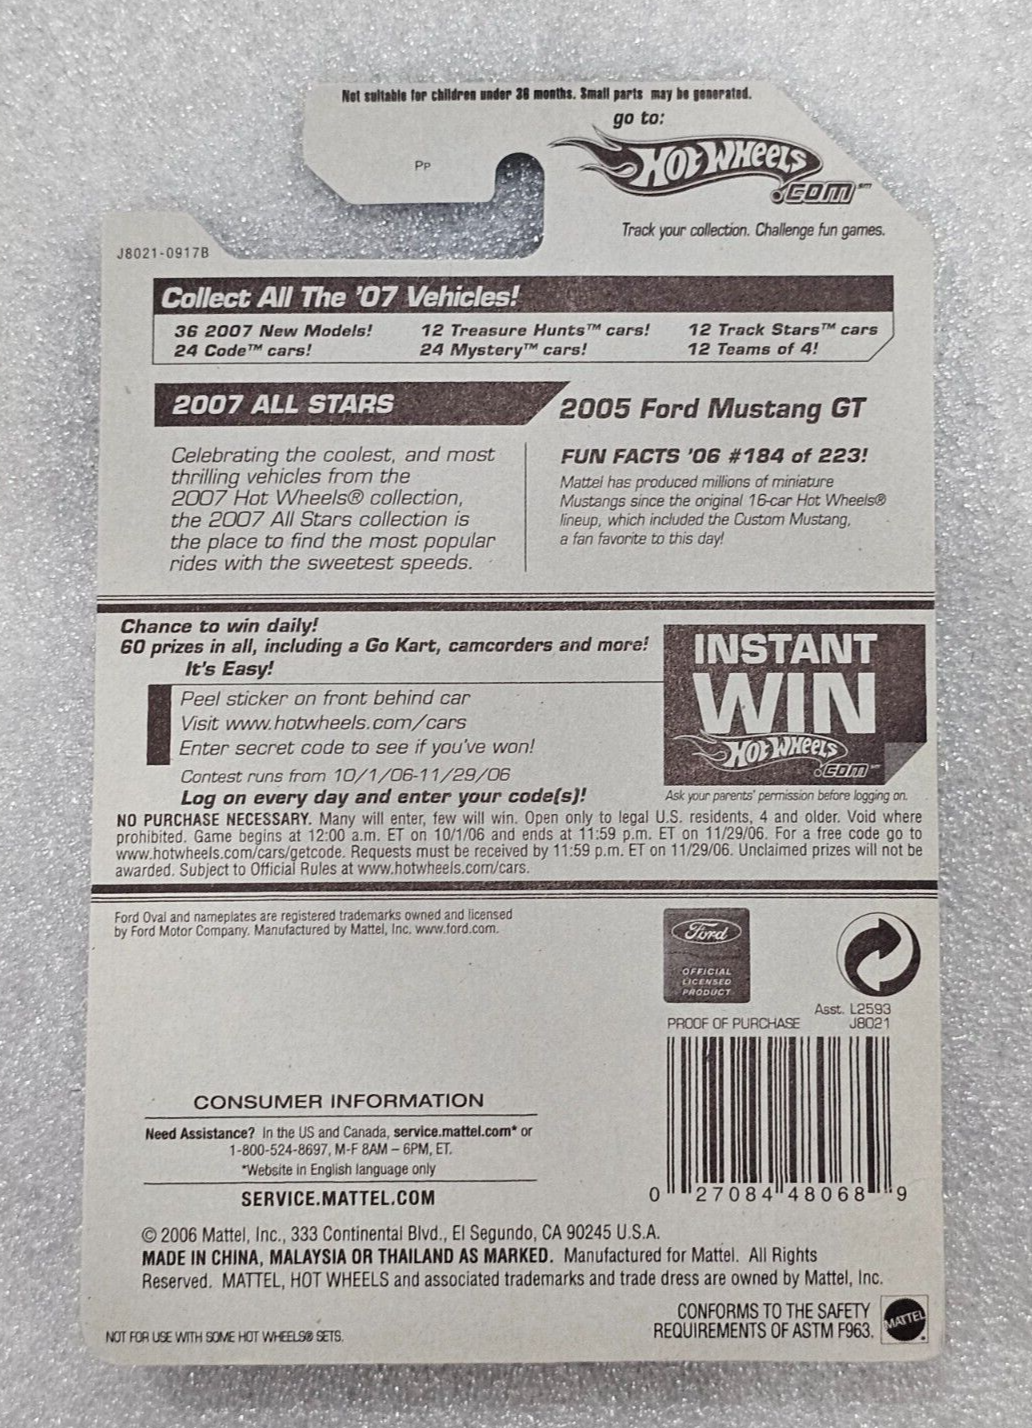 Not suitable for children under 36 months. Small parts may be generated.
go to:
Pp
HOT WHEELS
.COM℠
Track your collection. Challenge fun games.
J8021-0917B
Collect All The '07 Vehicles!
36 2007 New Models! 12 Treasure Hunts™ cars! 12 Track Stars™ cars
24 Code™ cars! 24 Mystery™ cars! 12 Teams of 4!
2007 ALL STARS
Celebrating the coolest, and most
thrilling vehicles from the
2007 Hot Wheels® collection,
the 2007 All Stars collection is
the place to find the most popular
rides with the sweetest speeds.
2005 Ford Mustang GT
FUN FACTS '06 #184 of 223!
Mattel has produced millions of miniature
Mustangs since the original 16-car Hot Wheels®
lineup, which included the Custom Mustang,
a fan favorite to this day!
Chance to win daily!
60 prizes in all, including a Go Kart, camcorders and more!
It's Easy!
Peel sticker on front behind car
Visit www.hotwheels.com/cars
Enter secret code to see if you've won!
Contest runs from 10/1/06-11/29/06
Log on every day and enter your code(s)!
INSTANT
WIN
HOT WHEELS
.COM℠
Ask your parents' permission before logging on.
NO PURCHASE NECESSARY. Many will enter, few will win. Open only to legal U.S. residents, 4 and older. Void where
prohibited. Game begins at 12:00 a.m. ET on 10/1/06 and ends at 11:59 p.m. ET on 11/29/06. For a free code go to
www.hotwheels.com/cars/getcode. Requests must be received by 11:59 p.m. ET on 11/29/06. Unclaimed prizes will not be
awarded. Subject to Official Rules at www.hotwheels.com/cars.
Ford Oval and nameplates are registered trademarks owned and licensed
by Ford Motor Company. Manufactured by Mattel, Inc. www.ford.com.
Ford
OFFICIAL
LICENSED
PRODUCT
Asst. L2593
PROOF OF PURCHASE J8021
0 27084 48068 9
CONSUMER INFORMATION
Need Assistance? In the US and Canada, service.mattel.com* or
1-800-524-8697, M-F 8AM – 6PM, ET.
*Website in English language only
SERVICE.MATTEL.COM
© 2006 Mattel, Inc., 333 Continental Blvd., El Segundo, CA 90245 U.S.A.
MADE IN CHINA, MALAYSIA OR THAILAND AS MARKED. Manufactured for Mattel. All Rights
Reserved. MATTEL, HOT WHEELS and associated trademarks and trade dress are owned by Mattel, Inc.
CONFORMS TO THE SAFETY
REQUIREMENTS OF ASTM F963.
MATTEL
NOT FOR USE WITH SOME HOT WHEELS® SETS.